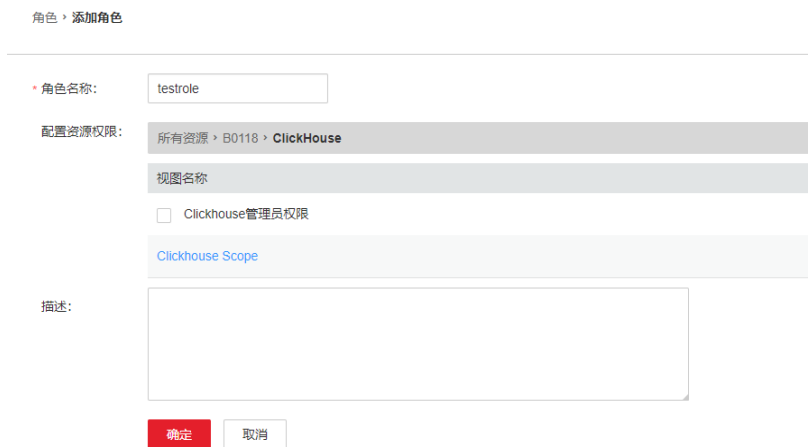 角色 > 添加角色
* 角色名称: testrole
配置资源权限: 所有资源 > B0118 > ClickHouse
视图名称
Clickhouse管理员权限
Clickhouse Scope
描述:
确定 取消